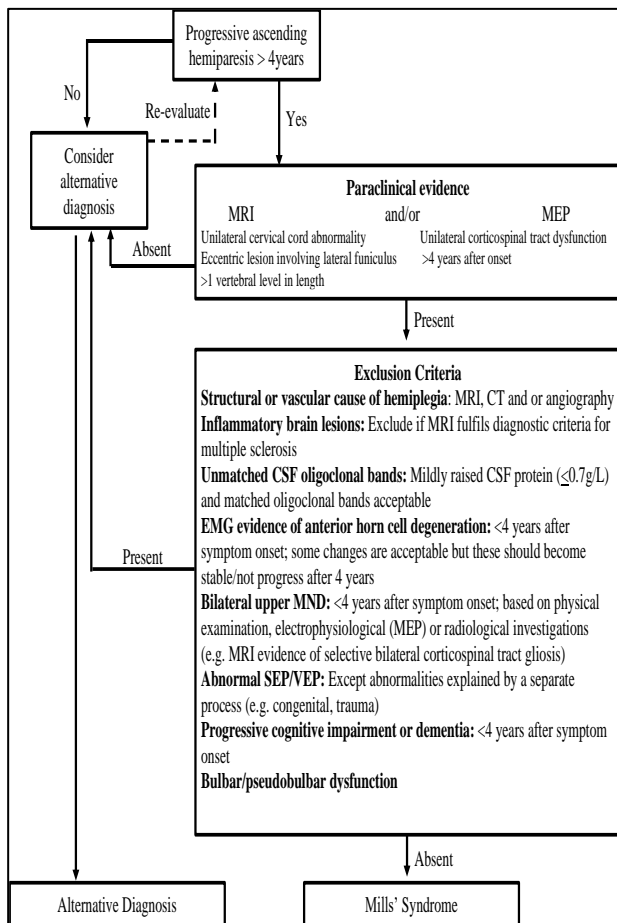 Progressive ascending
hemiparesis > 4years
No
Re-evaluate
Yes
Consider
alternative
diagnosis
Paraclinical evidence
MRI and/or MEP
Unilateral cervical cord abnormality Unilateral corticospinal tract dysfunction
Eccentric lesion involving lateral funiculus >4 years after onset
>1 vertebral level in length
Absent
Present
Exclusion Criteria
Structural or vascular cause of hemiplegia: MRI, CT and or angiography
Inflammatory brain lesions: Exclude if MRI fulfils diagnostic criteria for
multiple sclerosis
Unmatched CSF oligoclonal bands: Mildly raised CSF protein (≤0.7g/L)
and matched oligoclonal bands acceptable
EMG evidence of anterior horn cell degeneration: <4 years after
symptom onset; some changes are acceptable but these should become
stable/not progress after 4 years
Bilateral upper MND: <4 years after symptom onset; based on physical
examination, electrophysiological (MEP) or radiological investigations
(e.g. MRI evidence of selective bilateral corticospinal tract gliosis)
Abnormal SEP/VEP: Except abnormalities explained by a separate
process (e.g. congenital, trauma)
Progressive cognitive impairment or dementia: <4 years after symptom
onset
Bulbar/pseudobulbar dysfunction
Present
Absent
Alternative Diagnosis
Mills' Syndrome